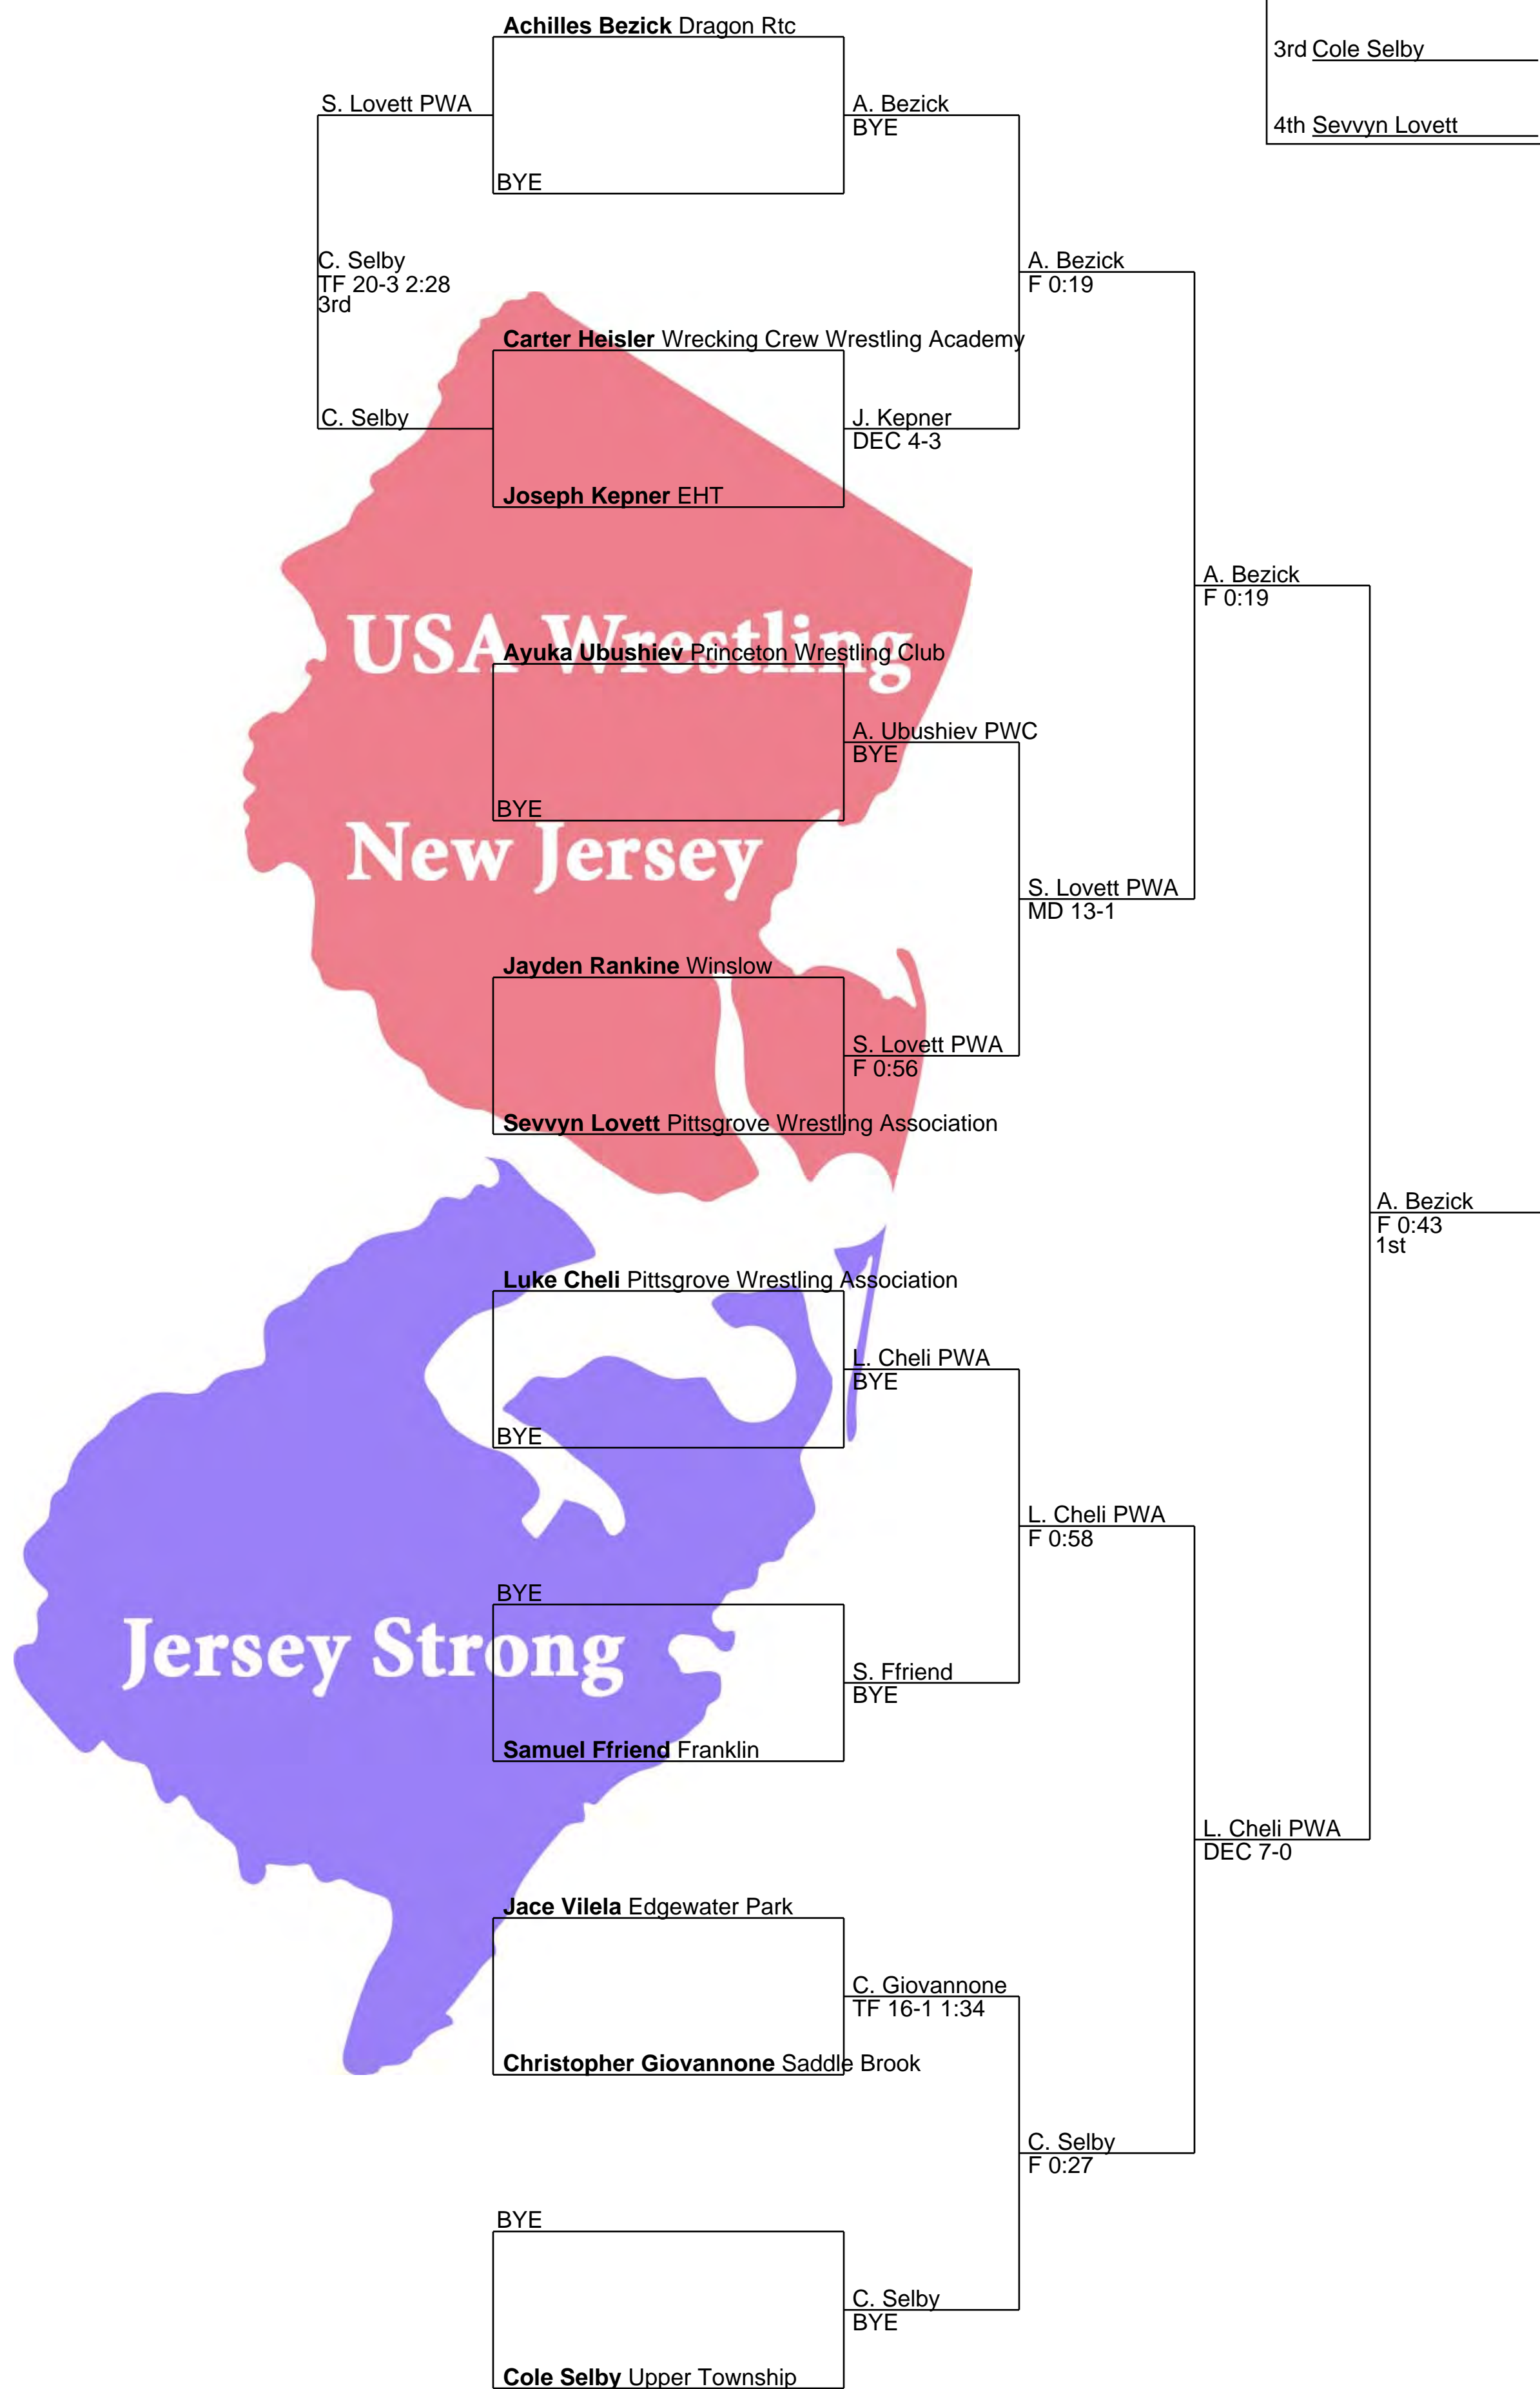 Achilles Bezick Dragon Rtc
3rd Cole Selby
S. Lovett PWA
A. Bezick
BYE
4th Sevvyn Lovett
BYE
C. Selby
TF 20-3 2:28
3rd
A. Bezick
F 0:19
Carter Heisler Wrecking Crew Wrestling Academy
C. Selby
J. Kepner
DEC 4-3
Joseph Kepner EHT
A. Bezick
F 0:19
USA Wrestling
Ayuka Ubushiev Princeton Wrestling Club
A. Ubushiev PWC
BYE
BYE
New Jersey
S. Lovett PWA
MD 13-1
Jayden Rankine Winslow
S. Lovett PWA
F 0:56
Sevvyn Lovett Pittsgrove Wrestling Association
A. Bezick
F 0:43
1st
Luke Cheli Pittsgrove Wrestling Association
L. Cheli PWA
BYE
BYE
L. Cheli PWA
F 0:58
BYE
Jersey Strong
S. Ffriend
BYE
Samuel Ffriend Franklin
L. Cheli PWA
DEC 7-0
Jace Vilela Edgewater Park
C. Giovannone
TF 16-1 1:34
Christopher Giovannone Saddle Brook
C. Selby
F 0:27
BYE
C. Selby
BYE
Cole Selby Upper Township